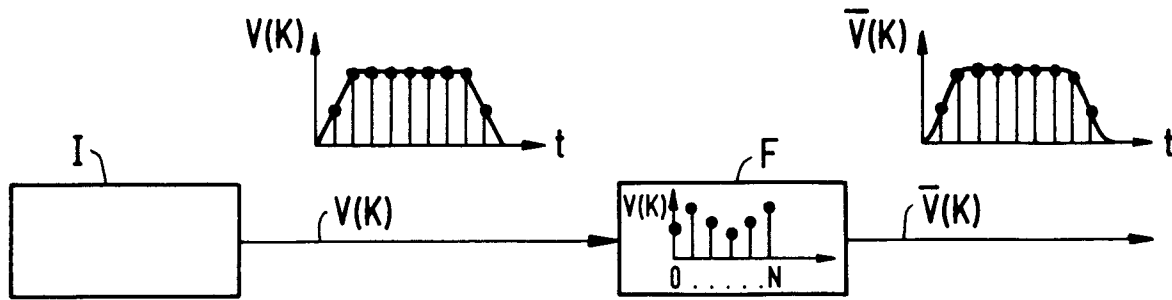 V(K)
t
V̅(K)
t
I
V(K)
F
V(K)
0 . . . . . N
V̅(K)